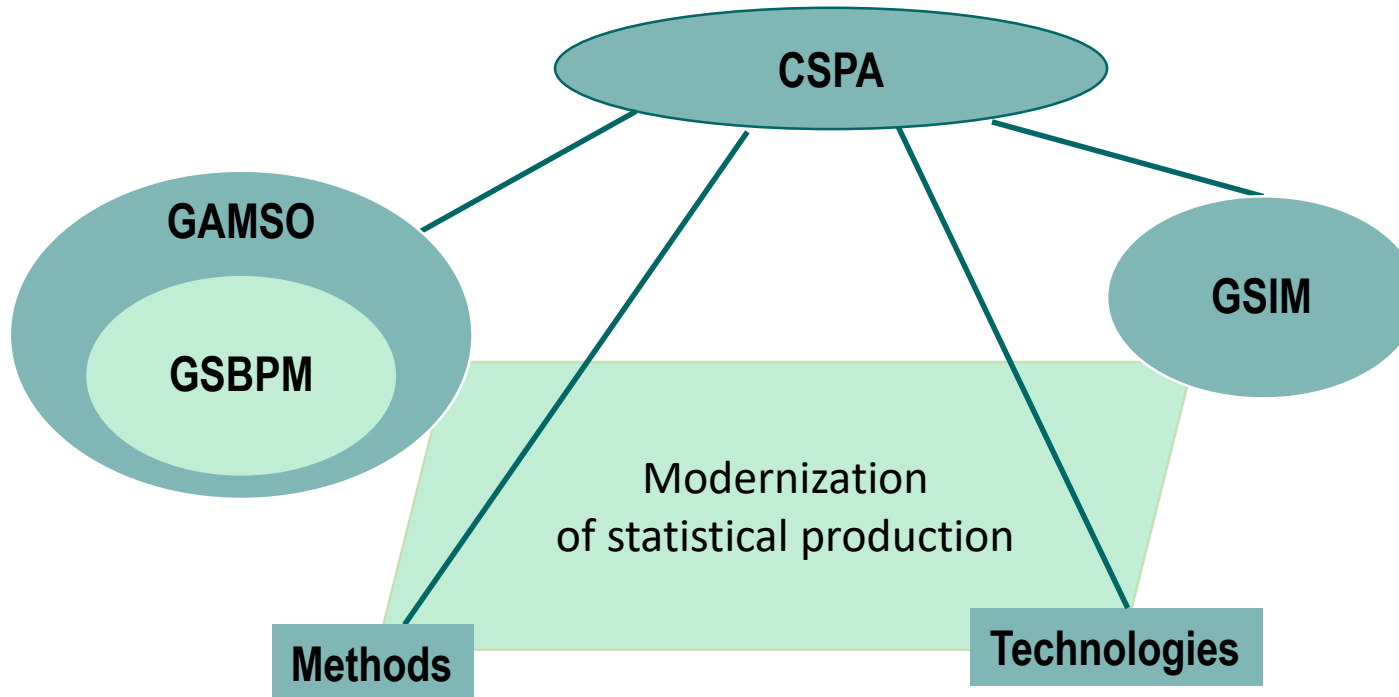 CSPA
GAMSO
GSBPM
GSIM
Modernization
of statistical production
Methods
Technologies